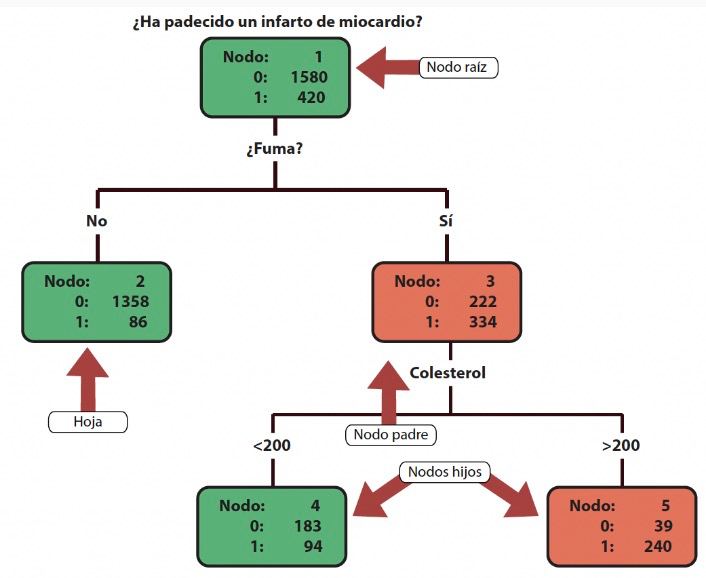 ¿Ha padecido un infarto de miocardio?
Nodo: 1
0: 1580
1: 420
Nodo raíz
¿Fuma?
No
Sí
Nodo: 2
0: 1358
1: 86
Nodo: 3
0: 222
1: 334
Hoja
Colesterol
Nodo padre
<200
>200
Nodos hijos
Nodo: 4
0: 183
1: 94
Nodo: 5
0: 39
1: 240